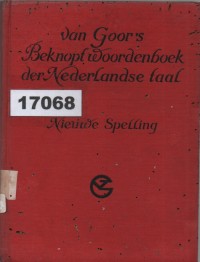 van Goor's
Beknopt Woordenboek
der Nederlandse taal
17068
Nieuwe Spelling